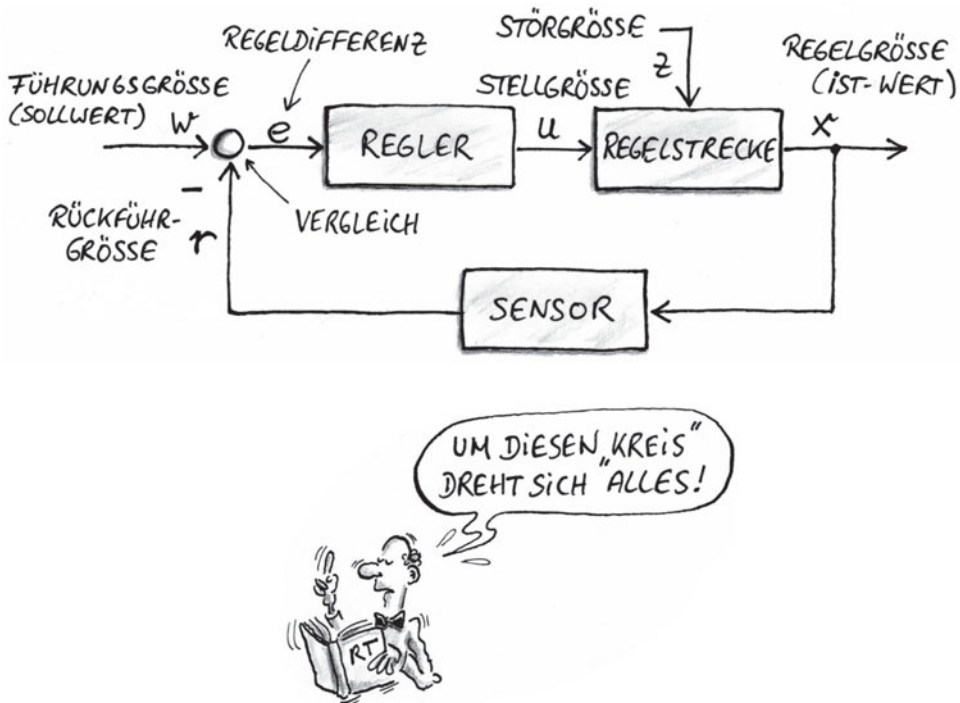 REGELDIFFERENZ
STÖRGRÖSSE
z
REGELGRÖSSE
(IST-WERT)
FÜHRUNGSGRÖSSE
(SOLLWERT)
w
e
REGLER
STELLGRÖSSE
u
REGELSTRECKE
x
−
RÜCKFÜHR-
GRÖSSE
r
VERGLEICH
SENSOR
UM DIESEN „KREIS“
DREHT SICH "ALLES!
RT